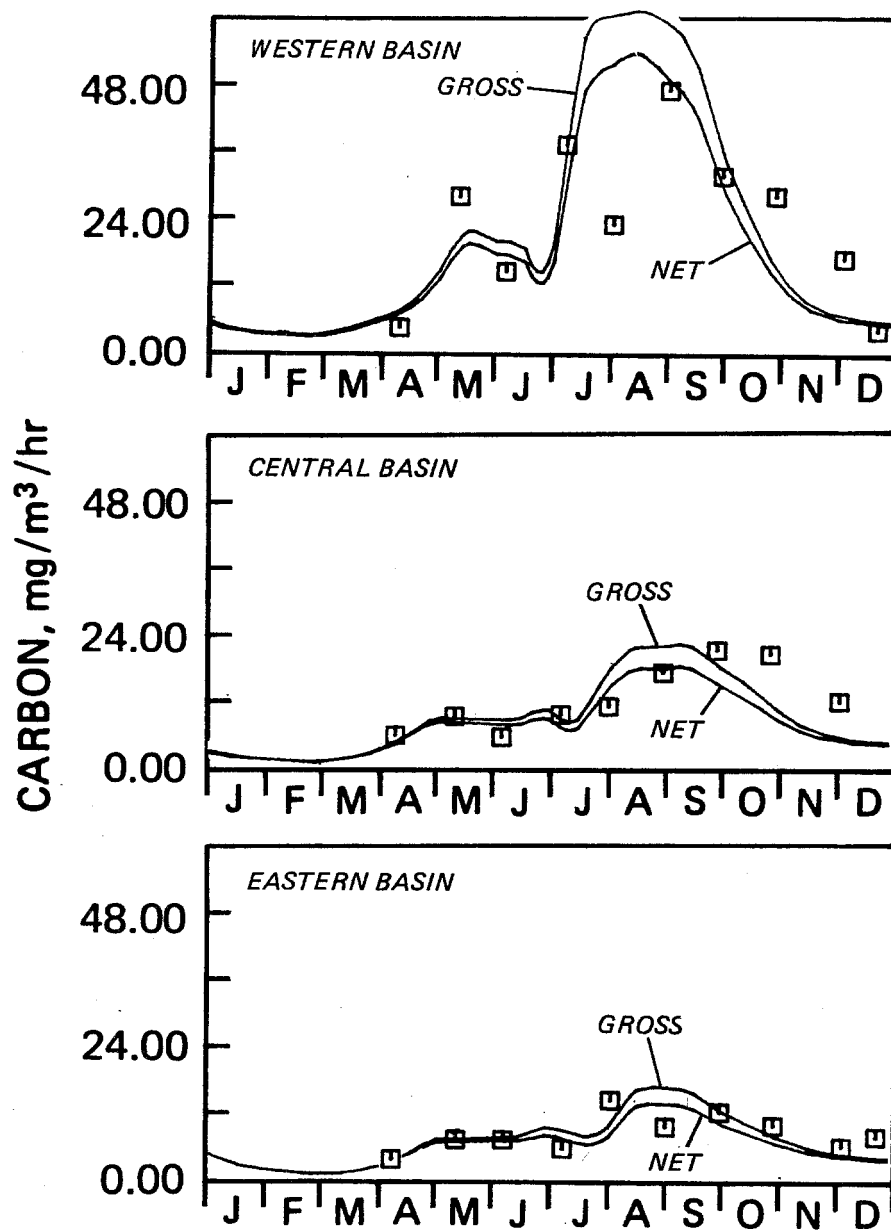 CARBON, mg/m³/hr
WESTERN BASIN
GROSS
NET
48.00
24.00
0.00
J F M A M J J A S O N D
CENTRAL BASIN
GROSS
NET
48.00
24.00
0.00
J F M A M J J A S O N D
EASTERN BASIN
GROSS
NET
48.00
24.00
0.00
J F M A M J J A S O N D